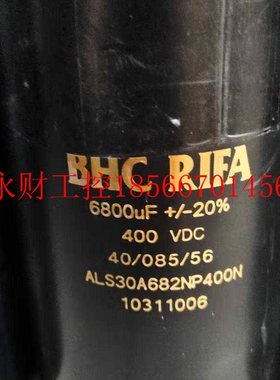 BHC RIFA
6800uF +/-20%
永财工控18566701456
400 VDC
40/085/56
ALS30A682NP400N
10311006